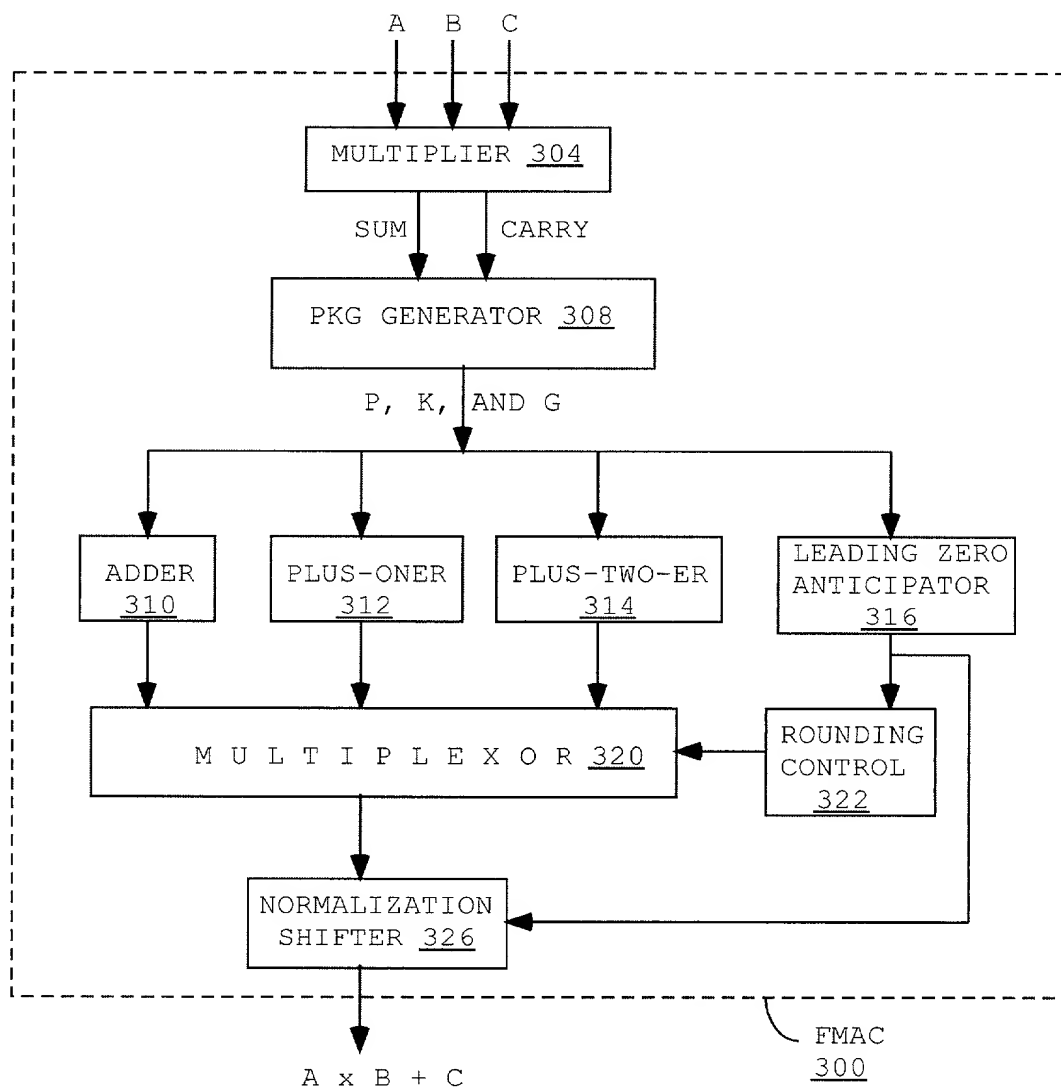 A B C
MULTIPLIER 304
SUM CARRY
PKG GENERATOR 308
P, K, AND G
ADDER
310
PLUS-ONER
312
PLUS-TWO-ER
314
LEADING ZERO
ANTICIPATOR
316
MULTIPLEXOR 320
ROUNDING
CONTROL
322
NORMALIZATION
SHIFTER 326
FMAC
300
A x B + C